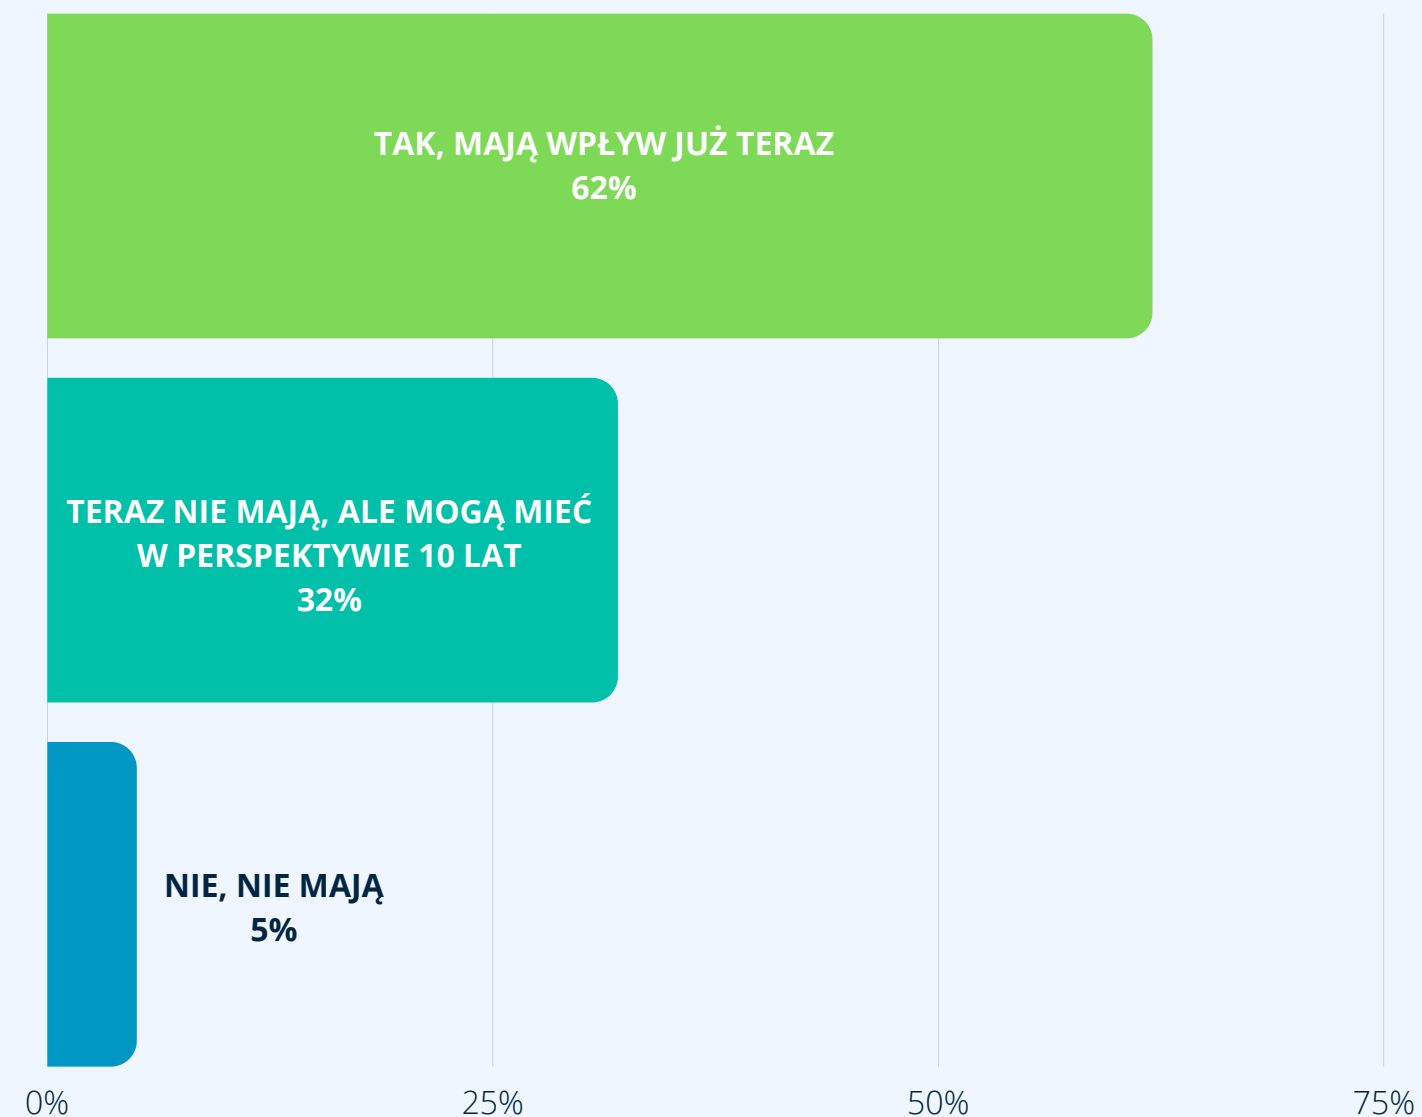 TAK, MAJĄ WPŁYW JUŻ TERAZ
62%
TERAZ NIE MAJĄ, ALE MOGĄ MIEĆ
W PERSPEKTYWIE 10 LAT
32%
NIE, NIE MAJĄ
5%
0% 25% 50% 75%